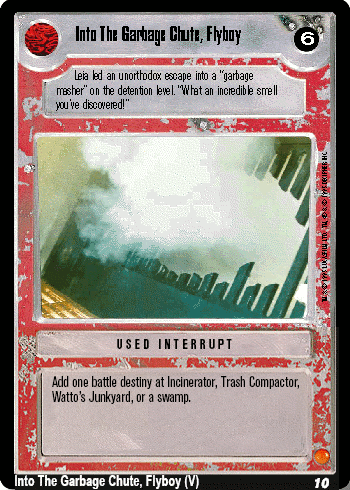 Into The Garbage Chute, Flyboy
6
Leia led an unorthodox escape into a "garbage
masher" on the detention level. "What an incredible smell
you've discovered!"
USED INTERRUPT
Add one battle destiny at Incinerator, Trash Compactor,
Watto's Junkyard, or a swamp.
Into The Garbage Chute, Flyboy (V)
10